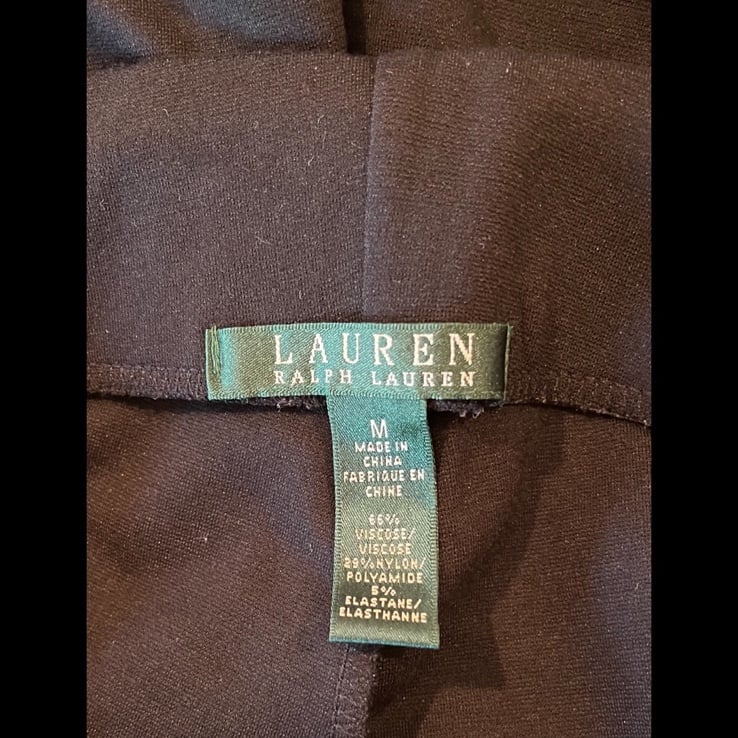 LAUREN
RALPH LAUREN
M
MADE IN
CHINA
FABRIQUE EN
CHINE
66%
VISCOSE/
VISCOSE
29%NYLON/
POLYAMIDE
5%
ELASTANE/
ELASTHANNE